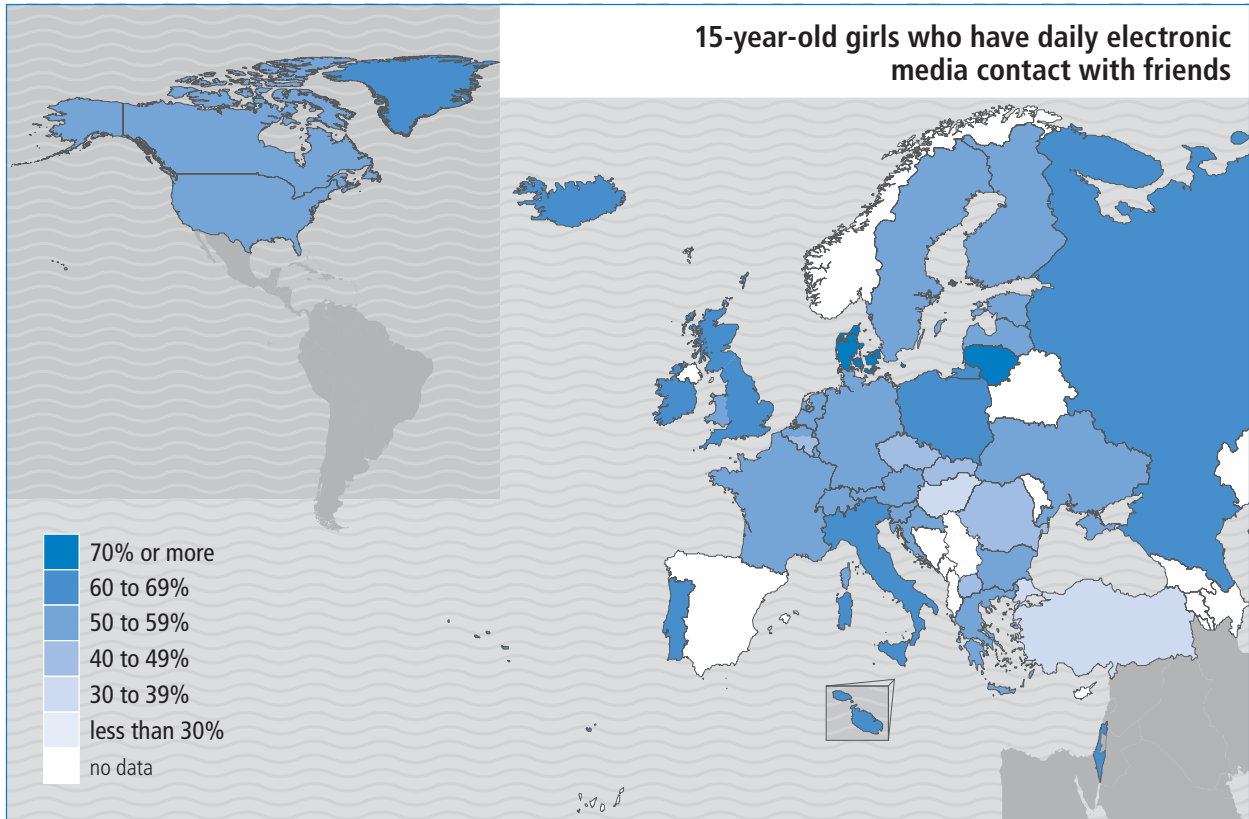 15-year-old girls who have daily electronic
media contact with friends
70% or more
60 to 69%
50 to 59%
40 to 49%
30 to 39%
less than 30%
no data